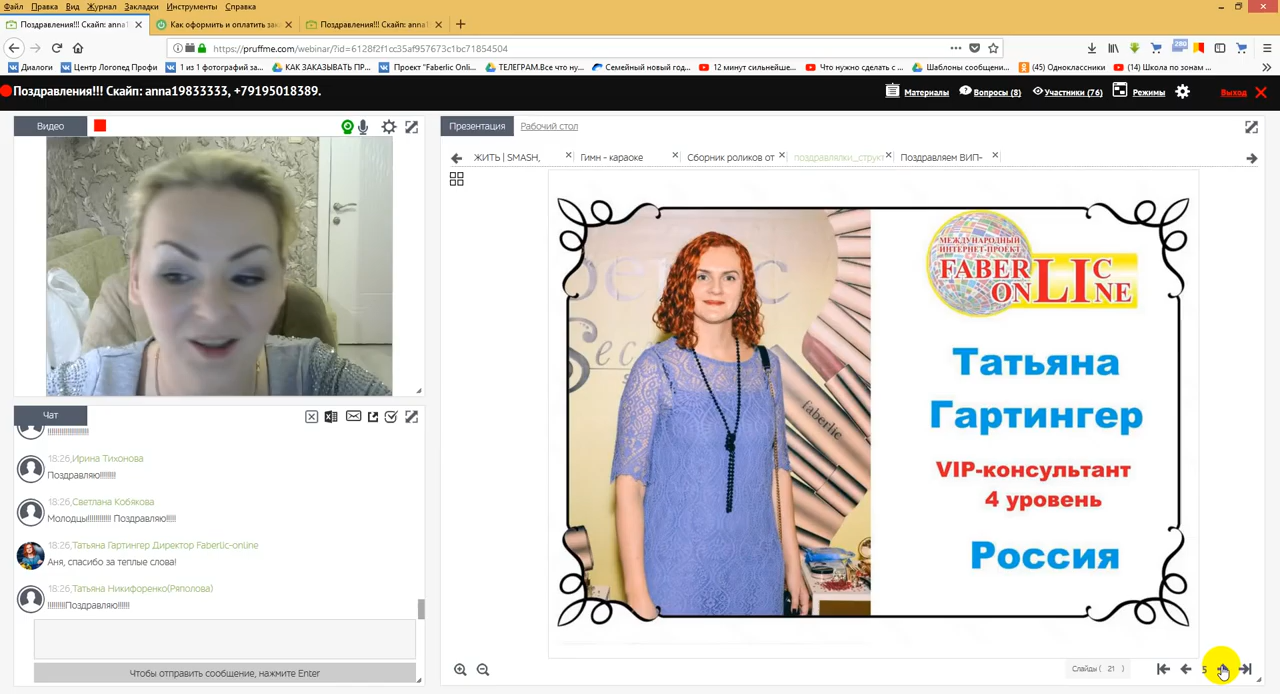 Файл Правка Вид Журнал Закладки Инструменты Справка
Поздравления!!! Скайп: anna1
Как оформить и оплатить зак
Поздравления!!! Скайп: anna1
https://pruffme.com/webinar/?id=6128f2f1cc35af957673c1bc71854504
280
Диалоги
Центр Логопед Профи
1 из 1 фотографий за...
КАК ЗАКАЗЫВАТЬ ПР...
Проект "Faberlic Onli...
ТЕЛЕГРАМ.Все что ну...
Семейный новый год...
12 минут сильнейше...
Что нужно сделать с ...
Шаблоны сообщени...
(45) Одноклассники
(14) Школа по зонам ...
Поздравления!!! Скайп: anna19833333, +79195018389.
Материалы
Вопросы (8)
Участники (76)
Режимы
Выход
Видео
Презентация
Рабочий стол
ЖИТЬ | SMASH,
Гимн - караоке
Сборник роликов от
поздравлялки_структ
Поздравляем ВИП-
МЕЖДУНАРОДНЫЙ
ИНТЕРНЕТ-ПРОЕКТ
FABERLIC
ONLINE
faberlic
Татьяна
Гартингер
VIP-консультант
4 уровень
Россия
Чат
!!!!!!!!!!!!!!!!!!!!!
18:26,Ирина Тихонова
Поздравляю!!!!!!!!
18:26,Светлана Кобякова
Молодцы!!!!!!!!!!!! Поздравляю!!!!!
18:26,Татьяна Гартингер Директор Faberlic-online
Аня, спасибо за теплые слова!
18:26,Татьяна Никифоренко(Ряполова)
!!!!!!!!!Поздравляю!!!!!!
Чтобы отправить сообщение, нажмите Enter
Слайды ( 21 )
5